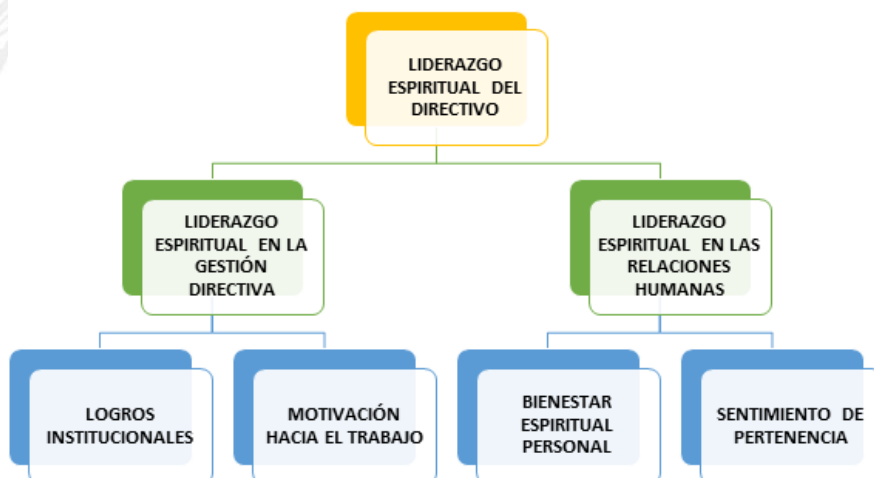 LIDERAZGO
ESPIRITUAL DEL
DIRECTIVO
LIDERAZGO
ESPIRITUAL EN LA
GESTIÓN
DIRECTIVA
LIDERAZGO
ESPIRITUAL EN LAS
RELACIONES
HUMANAS
LOGROS
INSTITUCIONALES
MOTIVACIÓN
HACIA EL TRABAJO
BIENESTAR
ESPIRITUAL
PERSONAL
SENTIMIENTO DE
PERTENENCIA